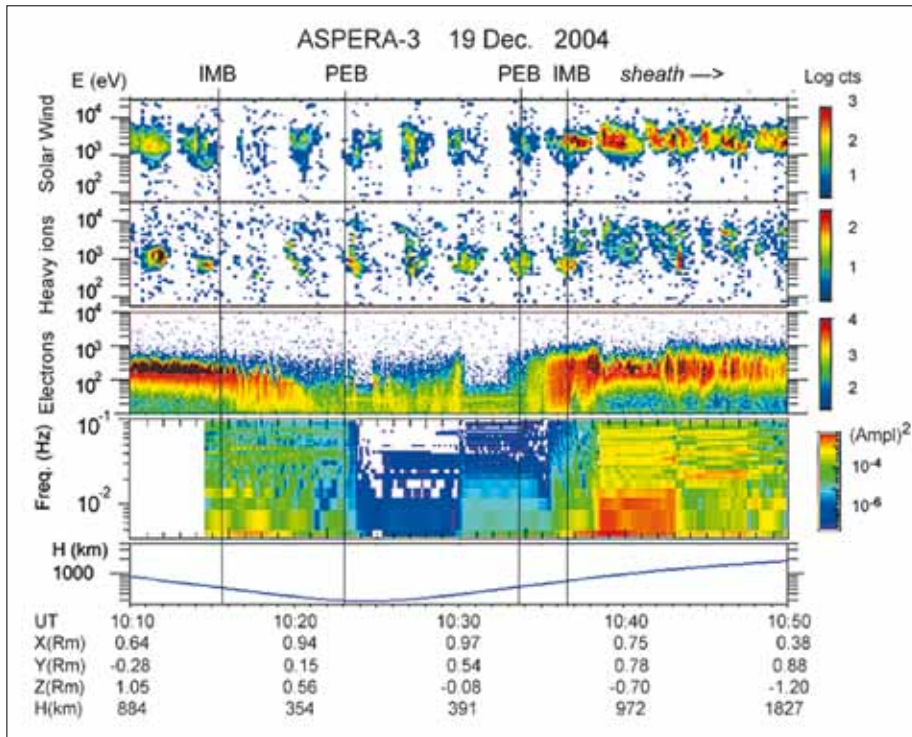 ASPERA-3 19 Dec. 2004
IMB PEB PEB IMB sheath —>
E (eV) Log cts
Solar Wind
10⁴
10³
10²
3
2
1
Heavy ions
10⁴
10³
10²
2
1
Electrons
10⁴
10³
10²
4
3
2
Freq. (Hz)
10⁻¹
10⁻²
(Ampl)²
10⁻⁴
10⁻⁶
H (km)
1000
UT 10:10 10:20 10:30 10:40 10:50
X(Rm) 0.64 0.94 0.97 0.75 0.38
Y(Rm) -0.28 0.15 0.54 0.78 0.88
Z(Rm) 1.05 0.56 -0.08 -0.70 -1.20
H(km) 884 354 391 972 1827